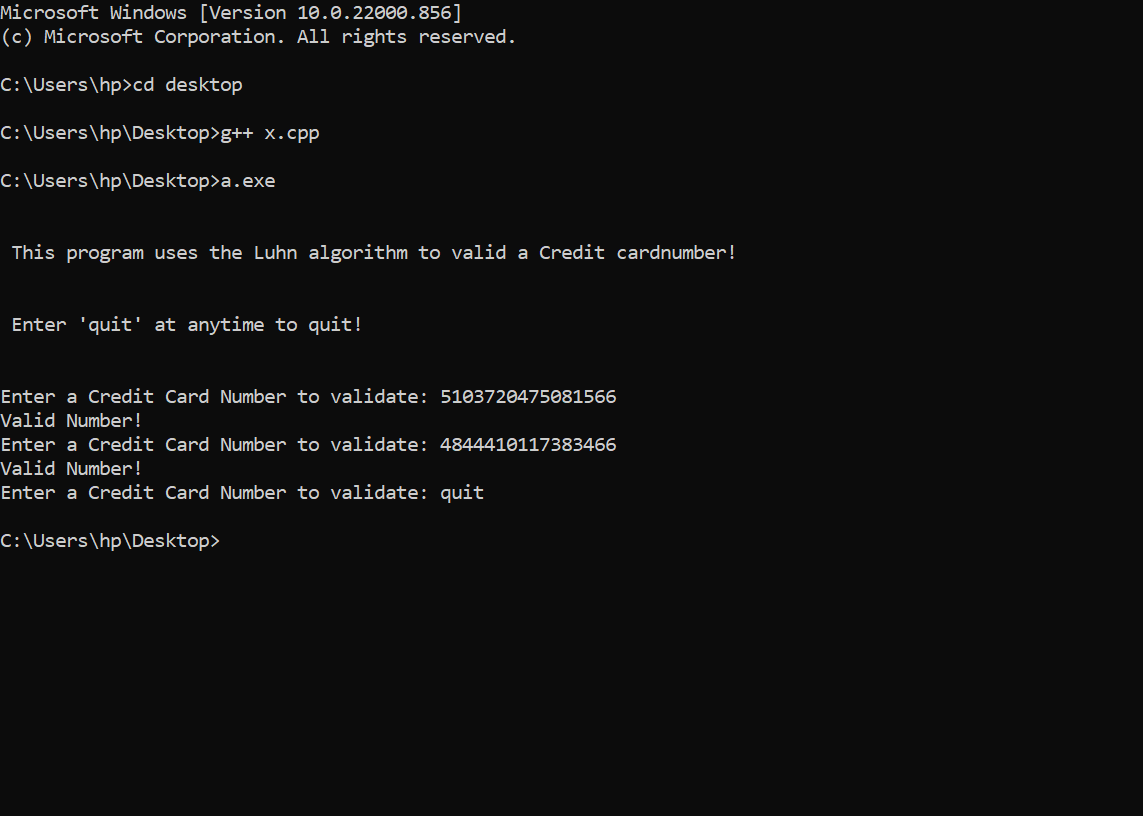 Microsoft Windows [Version 10.0.22000.856]
(c) Microsoft Corporation. All rights reserved.
C:\Users\hp>cd desktop
C:\Users\hp\Desktop>g++ x.cpp
C:\Users\hp\Desktop>a.exe
This program uses the Luhn algorithm to valid a Credit cardnumber!
Enter 'quit' at anytime to quit!
Enter a Credit Card Number to validate: 5103720475081566
Valid Number!
Enter a Credit Card Number to validate: 4844410117383466
Valid Number!
Enter a Credit Card Number to validate: quit
C:\Users\hp\Desktop>